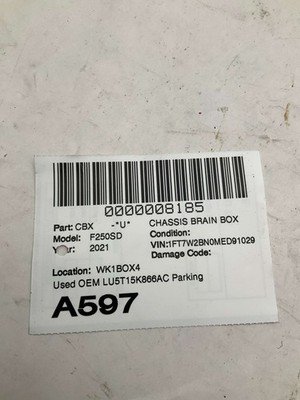 0000008185
Part: CBX -*U* CHASSIS BRAIN BOX
Model: F250SD Condition:
Year: 2021 VIN:1FT7W2BN0MED91029
Damage Code:
Location: WK1BOX4
Used OEM LU5T15K866AC Parking
A597